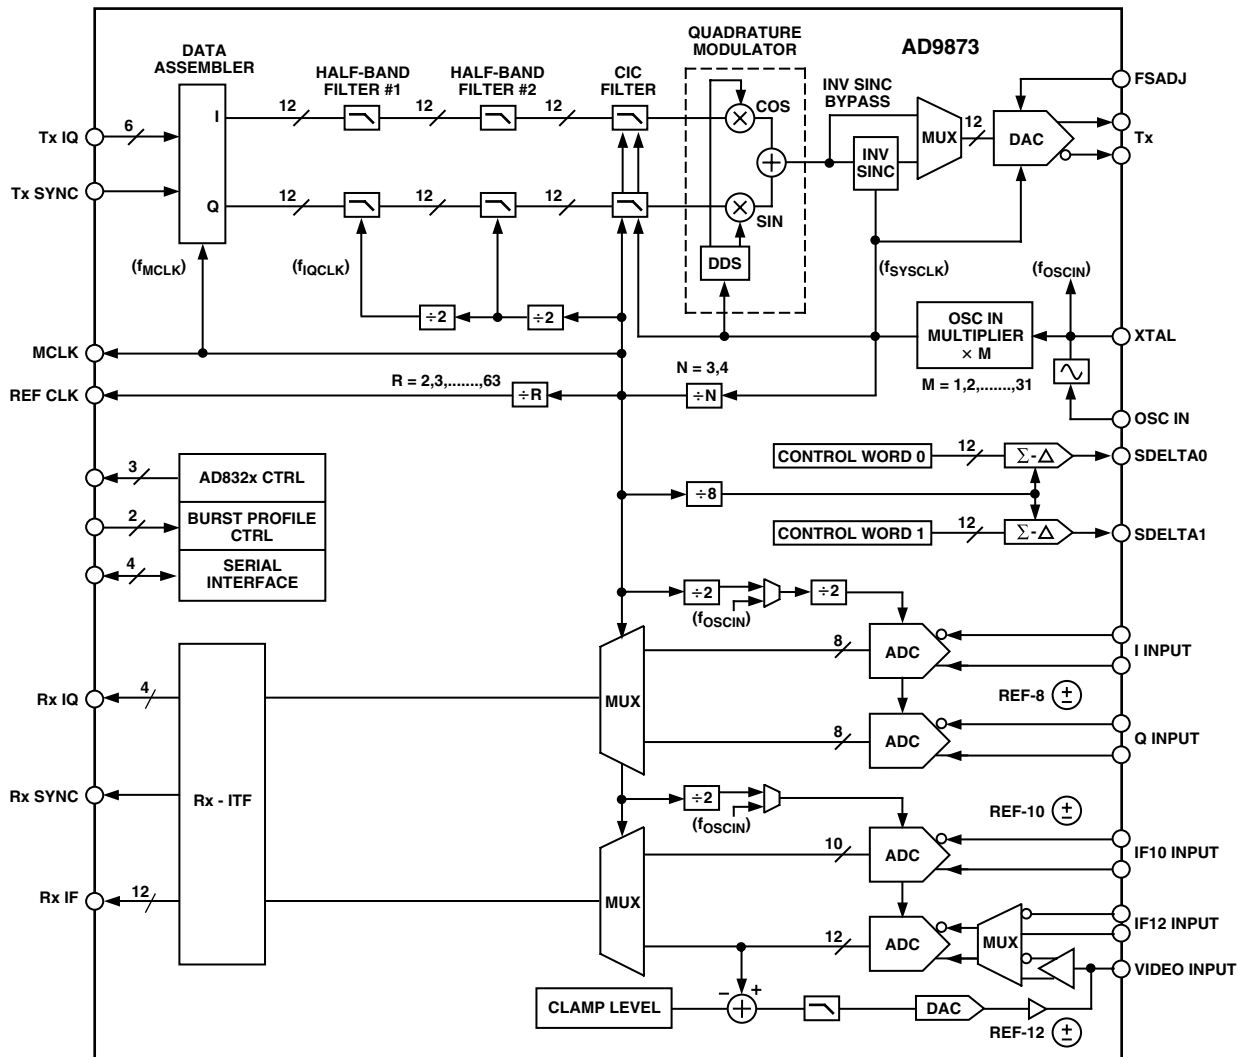 AD9873
DATA
ASSEMBLER
HALF-BAND
FILTER #1
HALF-BAND
FILTER #2
CIC
FILTER
QUADRATURE
MODULATOR
INV SINC
BYPASS
FSADJ
Tx IQ
6
I
12
12
12
COS
MUX
12
DAC
Tx
INV
SINC
Tx SYNC
Q
12
12
12
SIN
DDS
(fMCLK)
(fIQCLK)
(fSYSCLK)
(fOSCIN)
÷2
÷2
OSC IN
MULTIPLIER
× M
XTAL
MCLK
REF CLK
R = 2,3,.......,63
÷R
N = 3,4
÷N
M = 1,2,.......,31
OSC IN
3
AD832x CTRL
2
BURST PROFILE
CTRL
4
SERIAL
INTERFACE
CONTROL WORD 0
12
Σ-Δ
SDELTA0
÷8
CONTROL WORD 1
12
Σ-Δ
SDELTA1
÷2
(fOSCIN)
÷2
MUX
8
ADC
I INPUT
REF-8
±
8
ADC
Q INPUT
Rx IQ
4
Rx SYNC
Rx - ITF
Rx IF
12
÷2
(fOSCIN)
REF-10
±
MUX
10
ADC
IF10 INPUT
12
ADC
MUX
IF12 INPUT
VIDEO INPUT
CLAMP LEVEL
−
+
DAC
REF-12
±